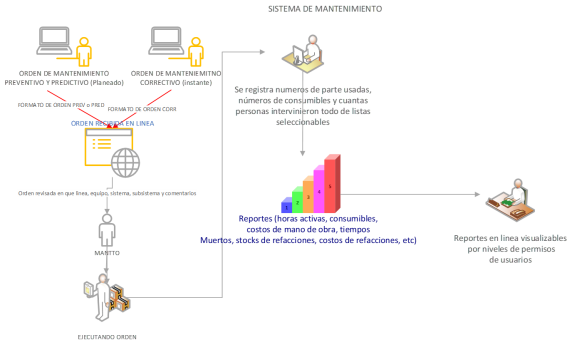 SISTEMA DE MANTENIMIENTO
ORDEN DE MANTENIMIENTO
PREVENTIVO Y PREDICTIVO (Planeado)
ORDEN DE MANTENIEMITNO
CORRECTIVO (instante)
FORMATO DE ORDEN PREV o PRED
FORMATO DE ORDEN CORR
ORDEN RECIBIDA EN LINEA
Orden revisada en que linea, equipo, sistema, subsistema y comentarios
MANTTO
EJECUTANDO ORDEN
Se registra numeros de parte usadas,
números de consumibles y cuantas
personas intervinieron todo de listas
seleccionables
1
2
3
4
5
Reportes (horas activas, consumibles,
costos de mano de obra, tiempos
Muertos, stocks de refacciones, costos de refacciones, etc)
Reportes en linea visualizables
por niveles de permisos
de usuarios